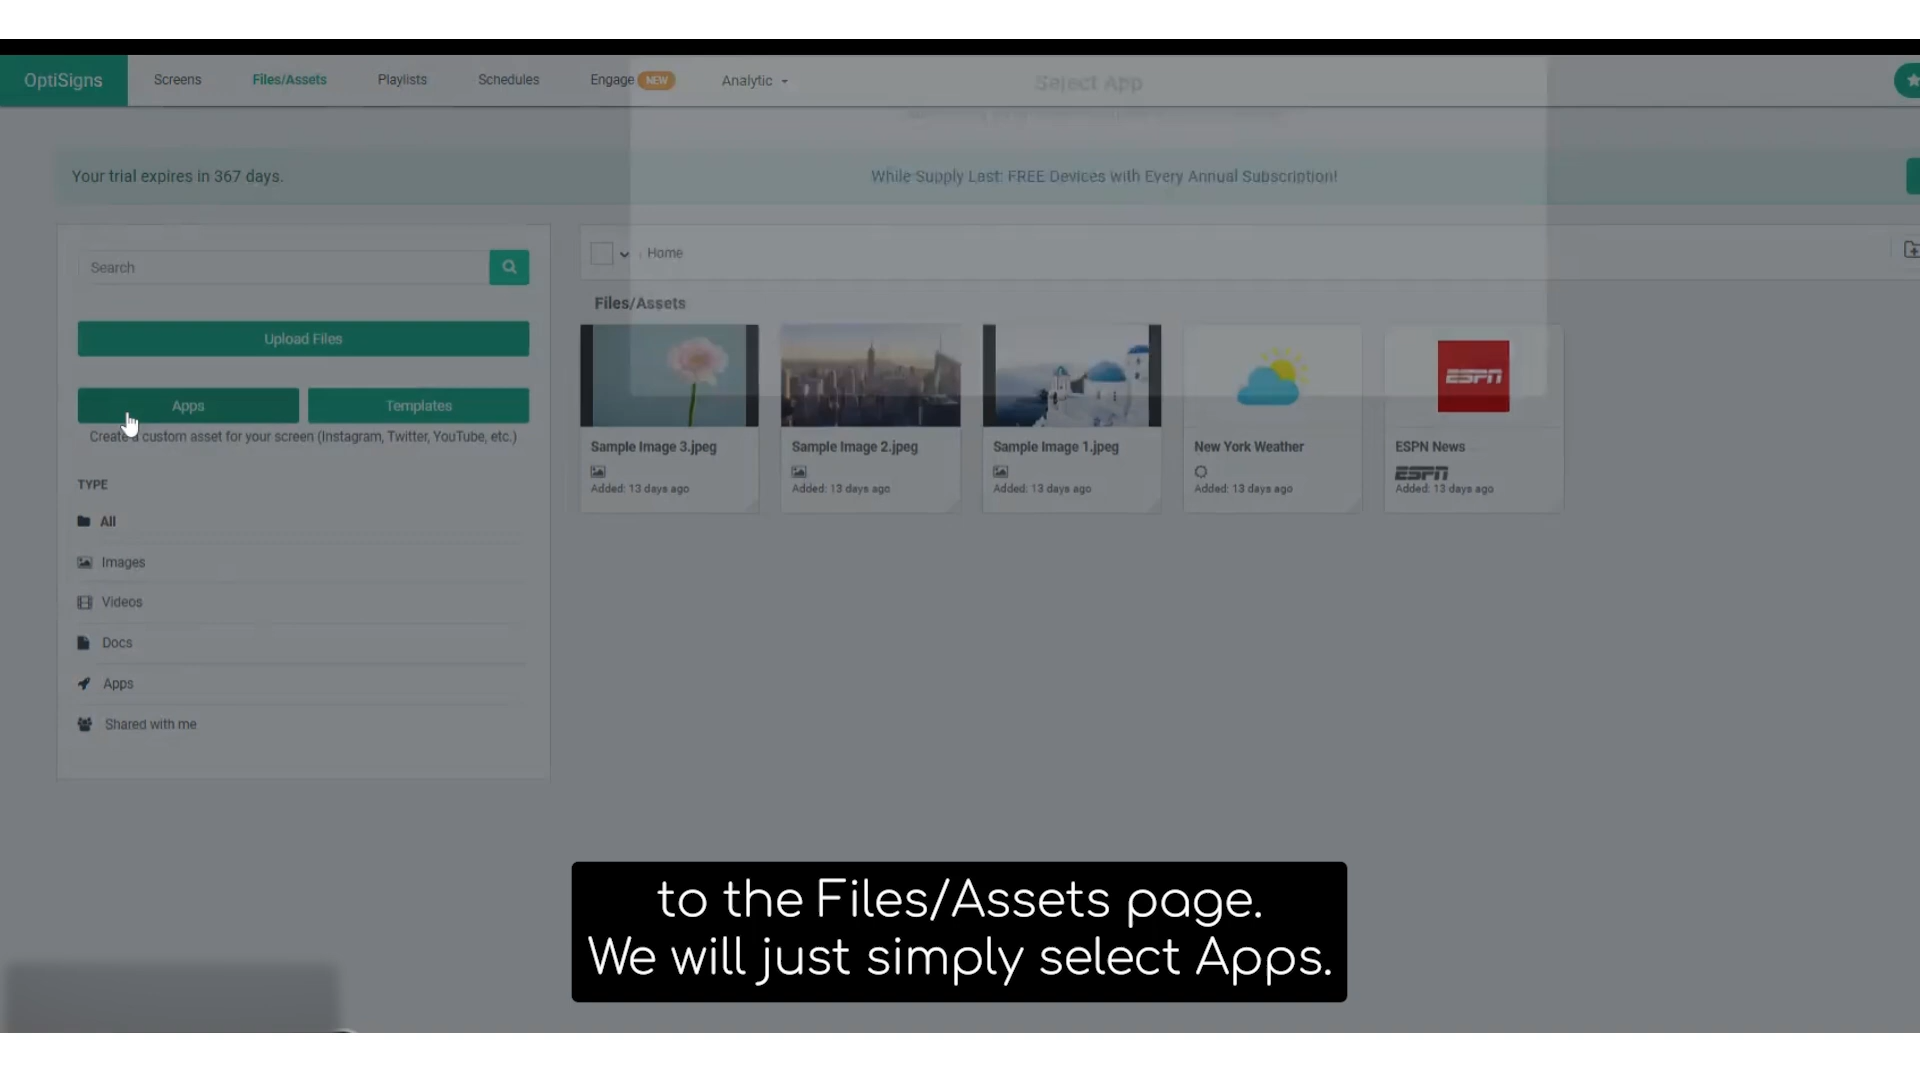 OptiSigns
Screens
Files/Assets
Playlists
Schedules
Engage NEW
Analytic
Select App
Your trial expires in 367 days.
While Supply Last: FREE Devices with Every Annual Subscription!
Search
Upload Files
Apps
Templates
Create a custom asset for your screen (Instagram, Twitter, YouTube, etc.)
TYPE
All
Images
Videos
Docs
Apps
Shared with me
Home
Files/Assets
Sample Image 3.jpeg
Added: 13 days ago
Sample Image 2.jpeg
Added: 13 days ago
Sample Image 1.jpeg
Added: 13 days ago
New York Weather
Added: 13 days ago
ESPN
ESPN News
ESPN
Added: 13 days ago
to the Files/Assets page.
We will just simply select Apps.